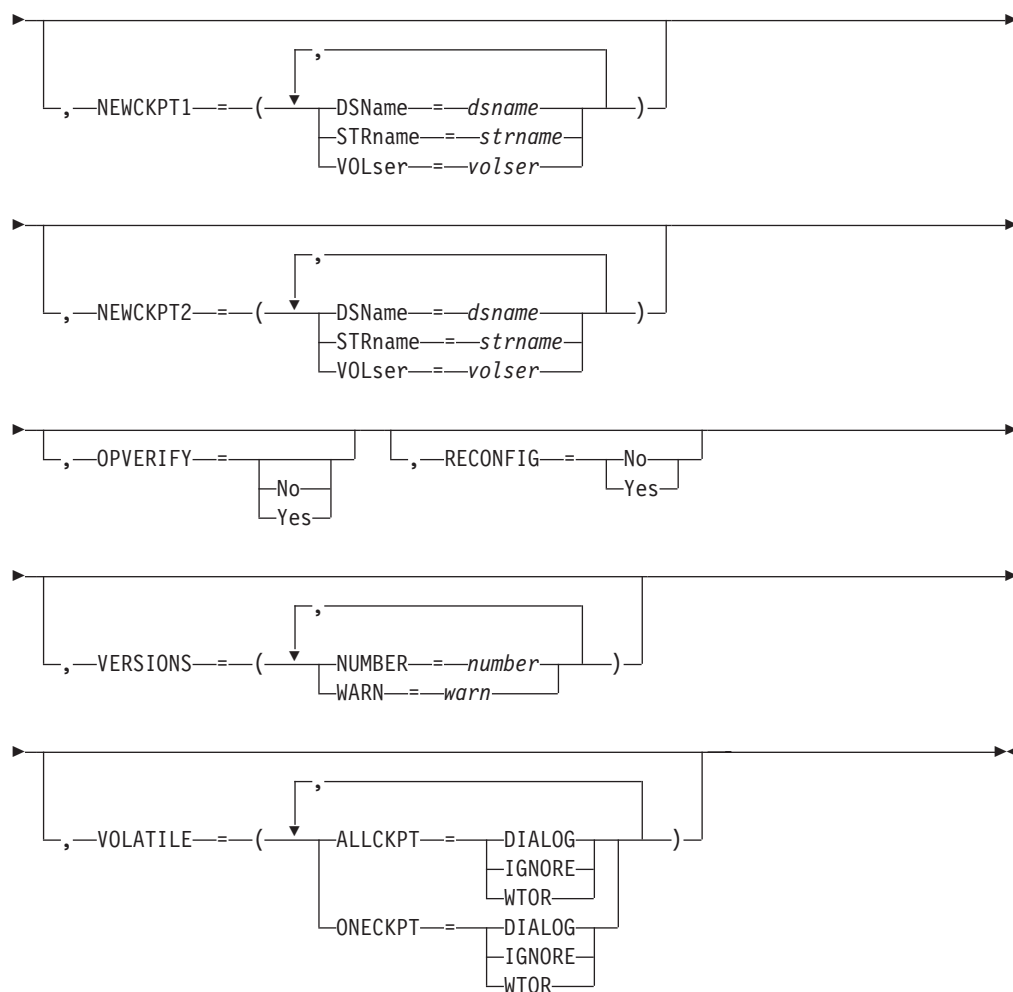 ,
, NEWCKPT1 = ( DSName = dsname )
STRname = strname
VOLser = volser
,
, NEWCKPT2 = ( DSName = dsname )
STRname = strname
VOLser = volser
, OPVERIFY = , RECONFIG = No
No Yes
Yes
,
, VERSIONS = ( NUMBER = number )
WARN = warn
,
, VOLATILE = ( ALLCKPT = DIALOG )
IGNORE
WTOR
ONECKPT = DIALOG
IGNORE
WTOR